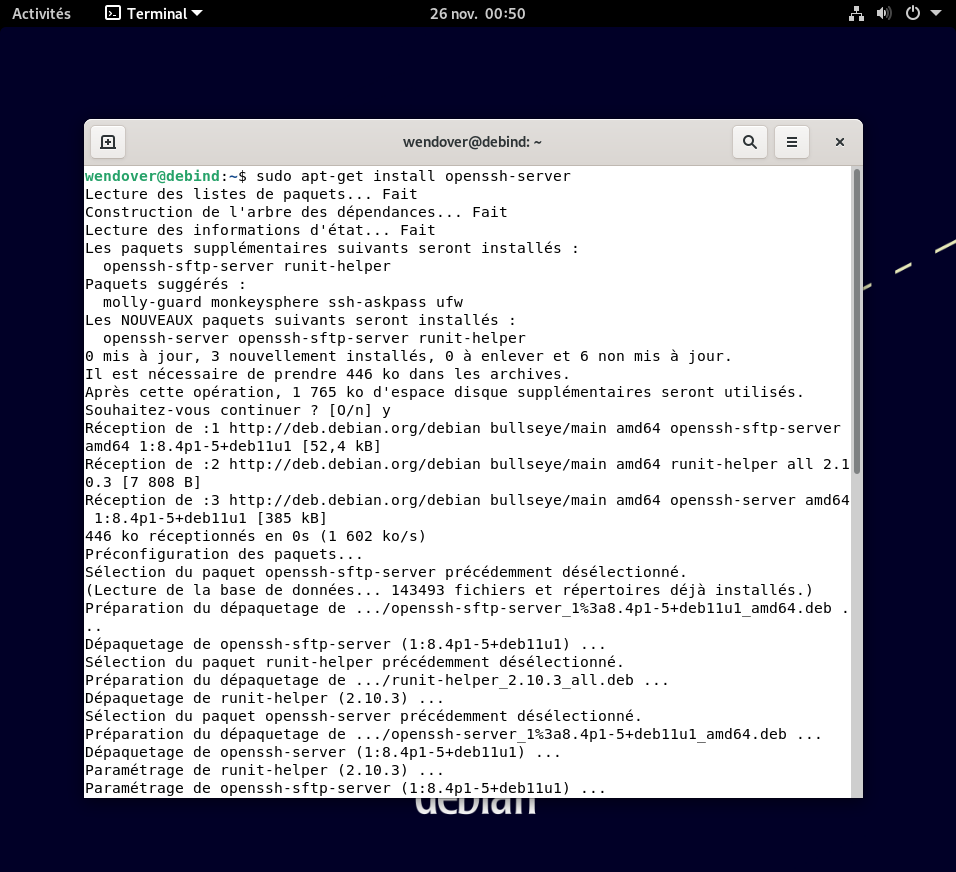 Activités Terminal 26 nov. 00:50
wendover@debind: ~
wendover@debind:~$ sudo apt-get install openssh-server
Lecture des listes de paquets... Fait
Construction de l'arbre des dépendances... Fait
Lecture des informations d'état... Fait
Les paquets supplémentaires suivants seront installés :
  openssh-sftp-server runit-helper
Paquets suggérés :
  molly-guard monkeysphere ssh-askpass ufw
Les NOUVEAUX paquets suivants seront installés :
  openssh-server openssh-sftp-server runit-helper
0 mis à jour, 3 nouvellement installés, 0 à enlever et 6 non mis à jour.
Il est nécessaire de prendre 446 ko dans les archives.
Après cette opération, 1 765 ko d'espace disque supplémentaires seront utilisés.
Souhaitez-vous continuer ? [O/n] y
Réception de :1 http://deb.debian.org/debian bullseye/main amd64 openssh-sftp-server
amd64 1:8.4p1-5+deb11u1 [52,4 kB]
Réception de :2 http://deb.debian.org/debian bullseye/main amd64 runit-helper all 2.1
0.3 [7 808 B]
Réception de :3 http://deb.debian.org/debian bullseye/main amd64 openssh-server amd64
 1:8.4p1-5+deb11u1 [385 kB]
446 ko réceptionnés en 0s (1 602 ko/s)
Préconfiguration des paquets...
Sélection du paquet openssh-sftp-server précédemment désélectionné.
(Lecture de la base de données... 143493 fichiers et répertoires déjà installés.)
Préparation du dépaquetage de .../openssh-sftp-server_1%3a8.4p1-5+deb11u1_amd64.deb .
..
Dépaquetage de openssh-sftp-server (1:8.4p1-5+deb11u1) ...
Sélection du paquet runit-helper précédemment désélectionné.
Préparation du dépaquetage de .../runit-helper_2.10.3_all.deb ...
Dépaquetage de runit-helper (2.10.3) ...
Sélection du paquet openssh-server précédemment désélectionné.
Préparation du dépaquetage de .../openssh-server_1%3a8.4p1-5+deb11u1_amd64.deb ...
Dépaquetage de openssh-server (1:8.4p1-5+deb11u1) ...
Paramétrage de runit-helper (2.10.3) ...
Paramétrage de openssh-sftp-server (1:8.4p1-5+deb11u1) ...
debian